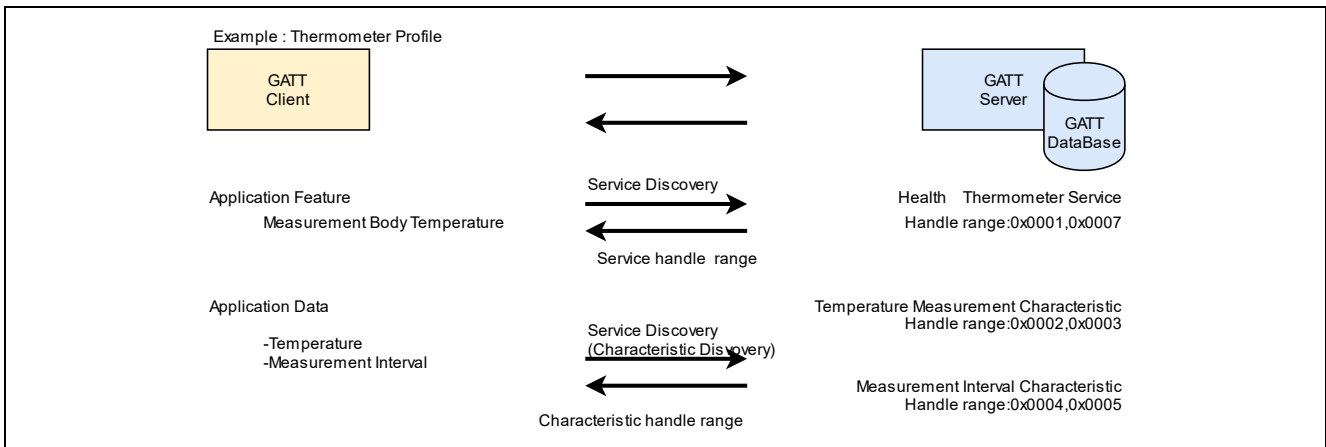 Example : Thermometer Profile
GATT
Client
GATT
Server
GATT
DataBase
Application Feature
Measurement Body Temperature
Service Discovery
Service handle range
Health Thermometer Service
Handle range:0x0001,0x0007
Application Data
-Temperature
-Measurement Interval
Service Discovery
(Characteristic Disvovery)
Characteristic handle range
Temperature Measurement Characteristic
Handle range:0x0002,0x0003
Measurement Interval Characteristic
Handle range:0x0004,0x0005